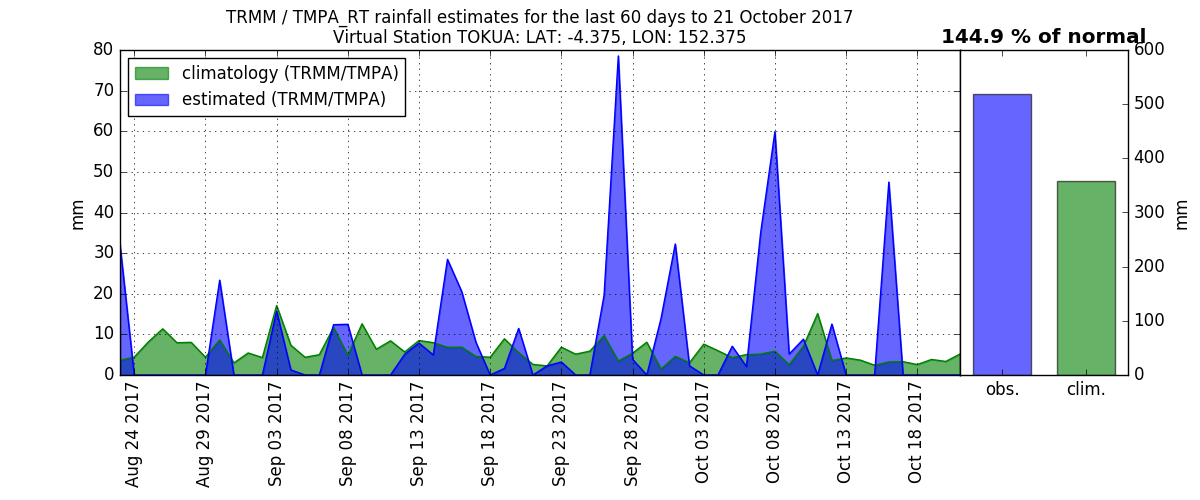 TRMM / TMPA_RT rainfall estimates for the last 60 days to 21 October 2017
Virtual Station TOKUA: LAT: -4.375, LON: 152.375
144.9 % of normal
climatology (TRMM/TMPA)
estimated (TRMM/TMPA)
80
70
60
50
40
30
20
10
0
mm
Aug 24 2017
Aug 29 2017
Sep 03 2017
Sep 08 2017
Sep 13 2017
Sep 18 2017
Sep 23 2017
Sep 28 2017
Oct 03 2017
Oct 08 2017
Oct 13 2017
Oct 18 2017
600
500
400
300
200
100
0
mm
obs.
clim.